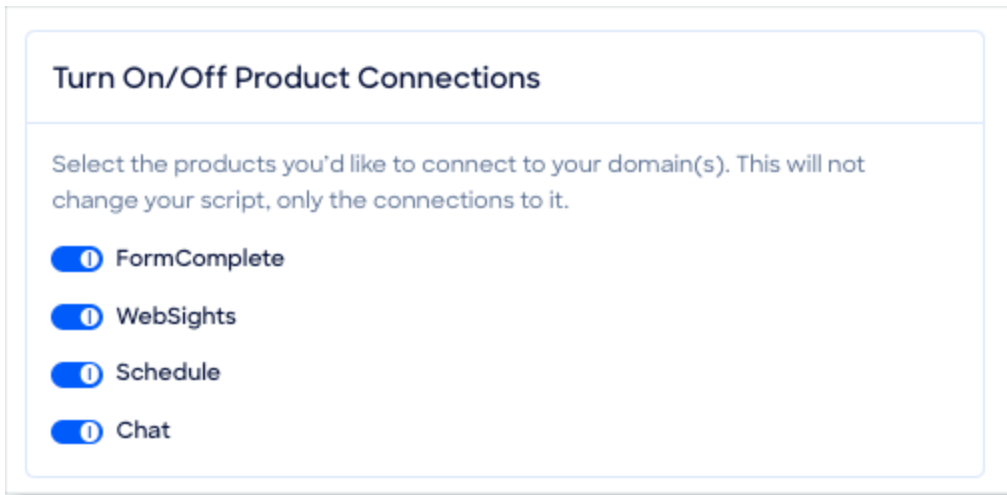 Turn On/Off Product Connections
Select the products you’d like to connect to your domain(s). This will not
change your script, only the connections to it.
FormComplete
WebSights
Schedule
Chat